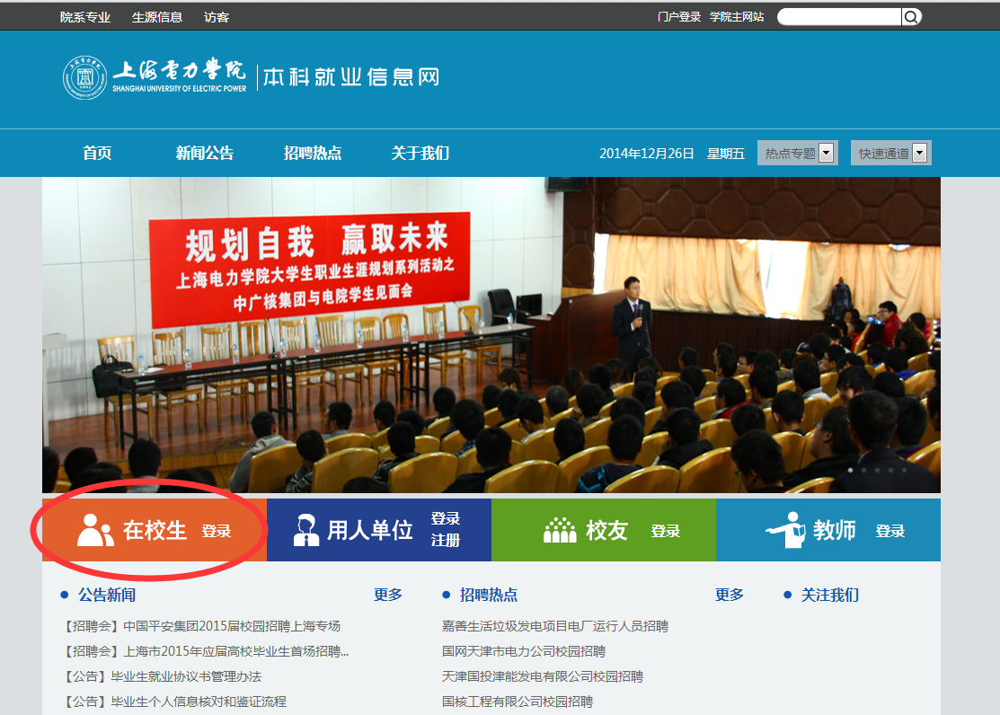 院系专业 生源信息 访客 门户登录 学院主网站
上海電力學院 本科就业信息网
SHANGHAI UNIVERSITY OF ELECTRIC POWER
首页 新闻公告 招聘热点 关于我们 2014年12月26日 星期五 热点专题 快速通道
规划自我 赢取未来
上海电力学院大学生职业生涯规划系列活动之
中广核集团与电院学生见面会
在校生 登录 用人单位 登录 注册 校友 登录 教师 登录
公告新闻 更多 招聘热点 更多 关注我们
【招聘会】中国平安集团2015届校园招聘上海专场 嘉善生活垃圾发电项目电厂运行人员招聘
【招聘会】上海市2015年应届高校毕业生首场招聘... 国网天津市电力公司校园招聘
【公告】毕业生就业协议书管理办法 天津国投津能发电有限公司校园招聘
【公告】毕业生个人信息核对和鉴证流程 国核工程有限公司校园招聘